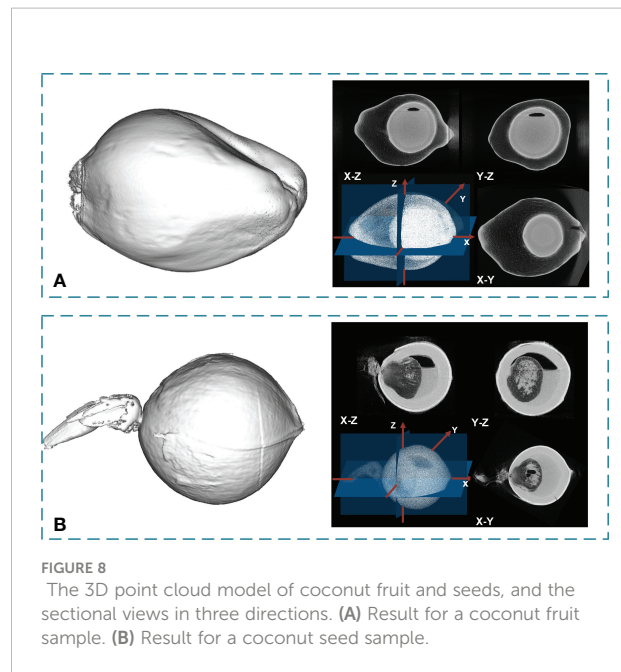 X-Z
Y-Z
Z
Y
X
X-Y
A
X-Z
Y-Z
Z
Y
X
X-Y
B
FIGURE 8
The 3D point cloud model of coconut fruit and seeds, and the
sectional views in three directions. (A) Result for a coconut fruit
sample. (B) Result for a coconut seed sample.